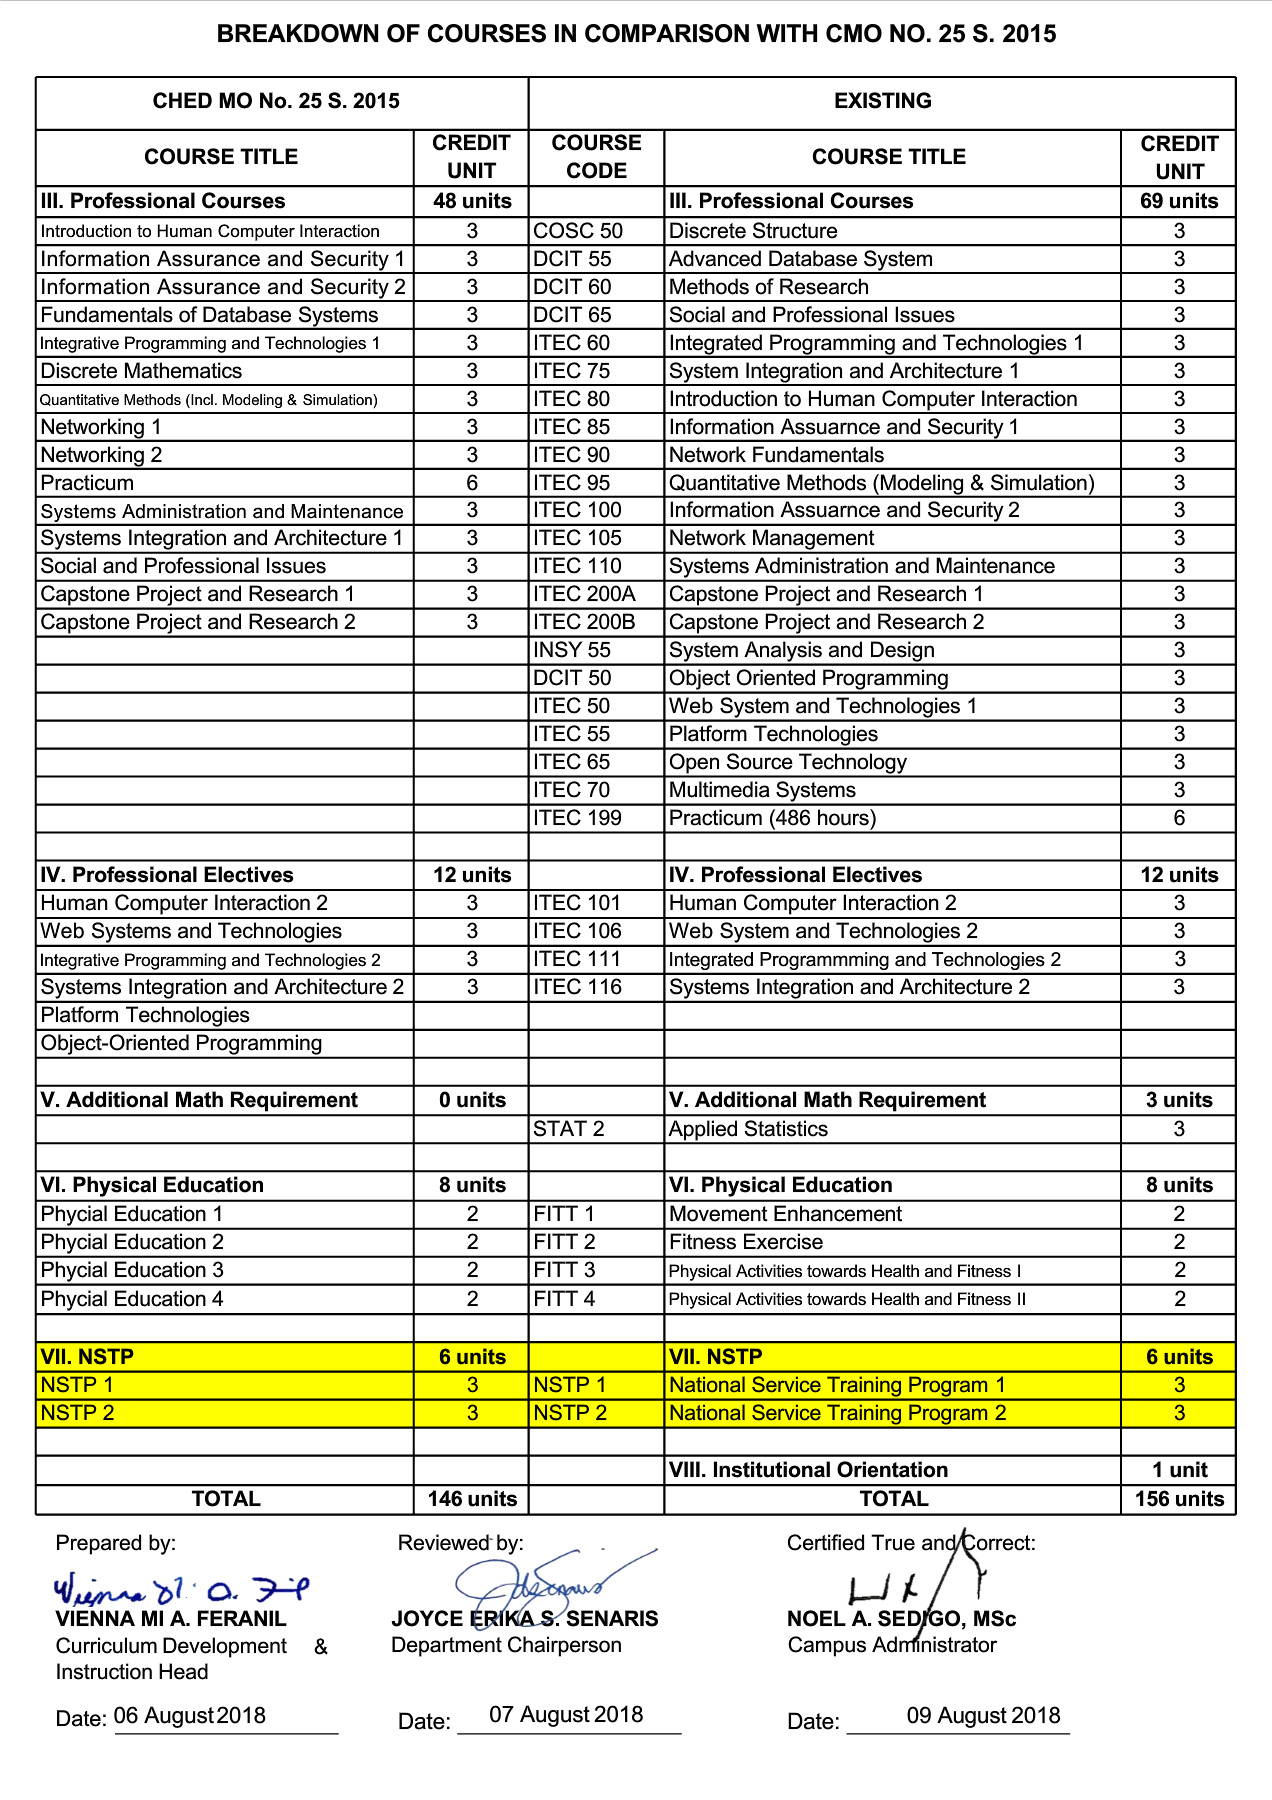 BREAKDOWN OF COURSES IN COMPARISON WITH CMO NO. 25 S. 2015
CHED MO No. 25 S. 2015 EXISTING
COURSE TITLE CREDIT UNIT COURSE CODE COURSE TITLE CREDIT UNIT
III. Professional Courses 48 units III. Professional Courses 69 units
Introduction to Human Computer Interaction 3 COSC 50 Discrete Structure 3
Information Assurance and Security 1 3 DCIT 55 Advanced Database System 3
Information Assurance and Security 2 3 DCIT 60 Methods of Research 3
Fundamentals of Database Systems 3 DCIT 65 Social and Professional Issues 3
Integrative Programming and Technologies 1 3 ITEC 60 Integrated Programming and Technologies 1 3
Discrete Mathematics 3 ITEC 75 System Integration and Architecture 1 3
Quantitative Methods (Incl. Modeling & Simulation) 3 ITEC 80 Introduction to Human Computer Interaction 3
Networking 1 3 ITEC 85 Information Assuarnce and Security 1 3
Networking 2 3 ITEC 90 Network Fundamentals 3
Practicum 6 ITEC 95 Quantitative Methods (Modeling & Simulation) 3
Systems Administration and Maintenance 3 ITEC 100 Information Assuarnce and Security 2 3
Systems Integration and Architecture 1 3 ITEC 105 Network Management 3
Social and Professional Issues 3 ITEC 110 Systems Administration and Maintenance 3
Capstone Project and Research 1 3 ITEC 200A Capstone Project and Research 1 3
Capstone Project and Research 2 3 ITEC 200B Capstone Project and Research 2 3
INSY 55 System Analysis and Design 3
DCIT 50 Object Oriented Programming 3
ITEC 50 Web System and Technologies 1 3
ITEC 55 Platform Technologies 3
ITEC 65 Open Source Technology 3
ITEC 70 Multimedia Systems 3
ITEC 199 Practicum (486 hours) 6
IV. Professional Electives 12 units IV. Professional Electives 12 units
Human Computer Interaction 2 3 ITEC 101 Human Computer Interaction 2 3
Web Systems and Technologies 3 ITEC 106 Web System and Technologies 2 3
Integrative Programming and Technologies 2 3 ITEC 111 Integrated Programmming and Technologies 2 3
Systems Integration and Architecture 2 3 ITEC 116 Systems Integration and Architecture 2 3
Platform Technologies
Object-Oriented Programming
V. Additional Math Requirement 0 units V. Additional Math Requirement 3 units
STAT 2 Applied Statistics 3
VI. Physical Education 8 units VI. Physical Education 8 units
Phycial Education 1 2 FITT 1 Movement Enhancement 2
Phycial Education 2 2 FITT 2 Fitness Exercise 2
Phycial Education 3 2 FITT 3 Physical Activities towards Health and Fitness I 2
Phycial Education 4 2 FITT 4 Physical Activities towards Health and Fitness II 2
VII. NSTP 6 units VII. NSTP 6 units
NSTP 1 3 NSTP 1 National Service Training Program 1 3
NSTP 2 3 NSTP 2 National Service Training Program 2 3
VIII. Institutional Orientation 1 unit
TOTAL 146 units TOTAL 156 units
Prepared by: Reviewed by: Certified True and Correct:
VIENNA MI A. FERANIL JOYCE ERIKA S. SENARIS NOEL A. SEDIGO, MSc
Curriculum Development & Department Chairperson Campus Administrator
Instruction Head
Date: 06 August 2018 Date: 07 August 2018 Date: 09 August 2018